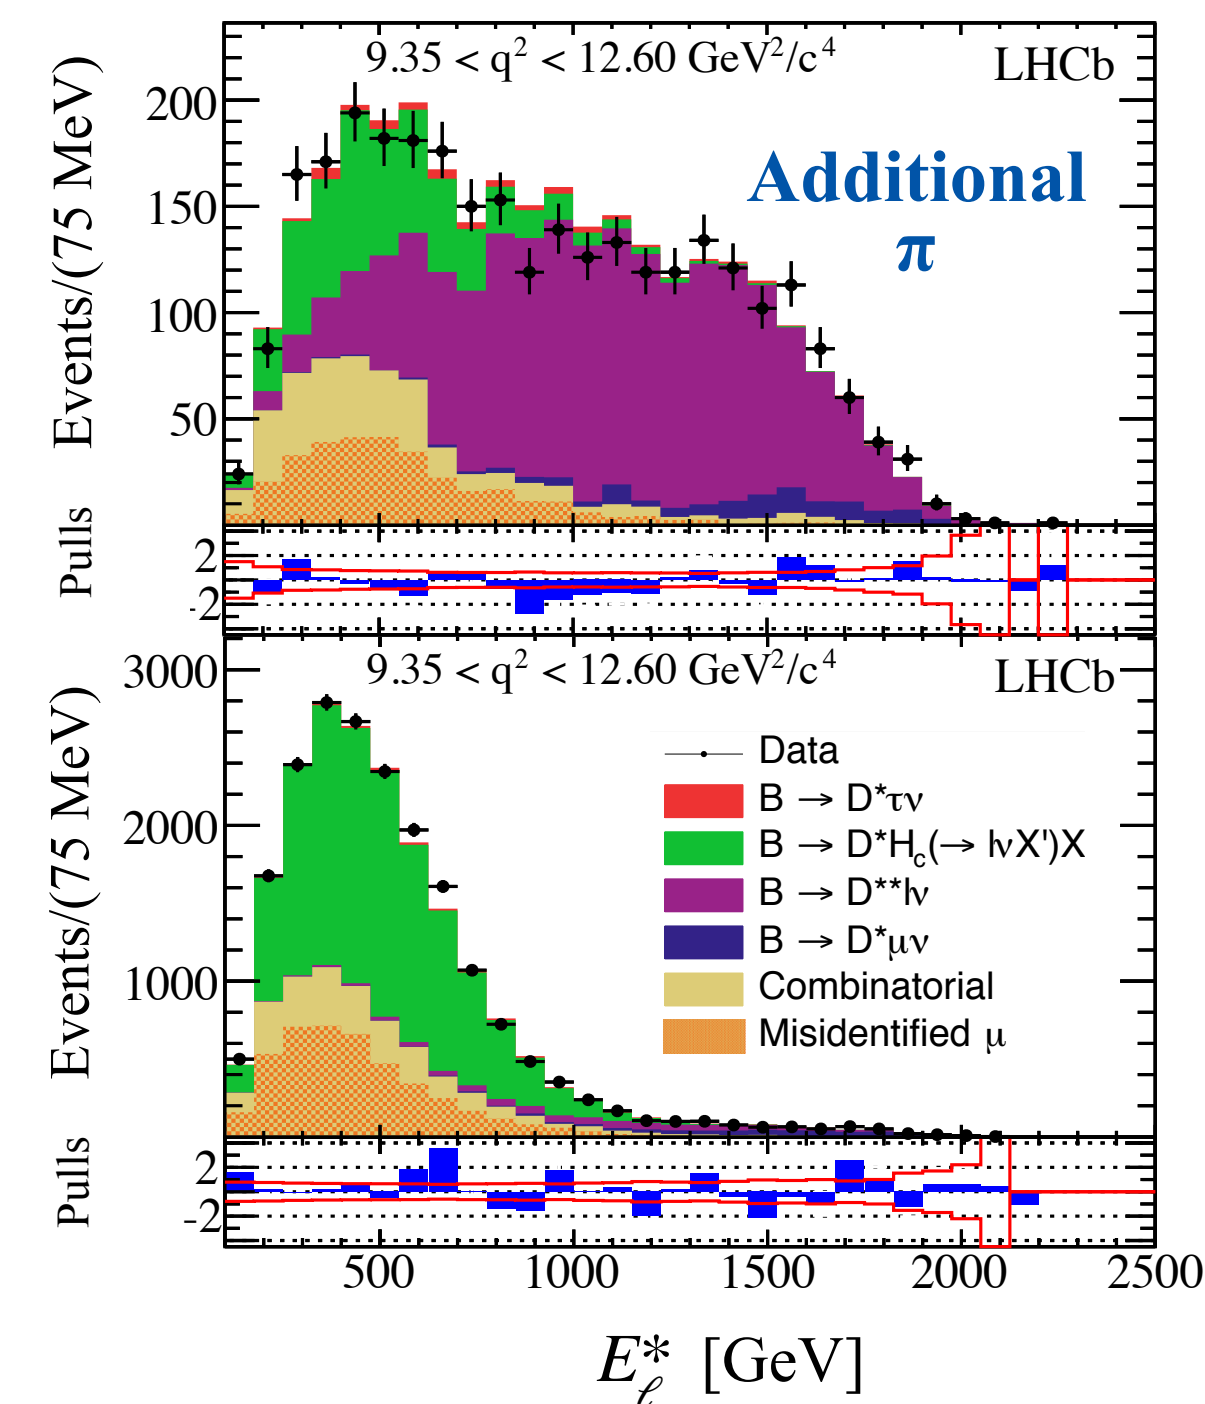 9.35 < q² < 12.60 GeV²/c⁴
LHCb
Additional
π
Events/(75 MeV)
200
150
100
50
Pulls
2
-2
9.35 < q² < 12.60 GeV²/c⁴
LHCb
Events/(75 MeV)
3000
2000
1000
Data
B → D*τν
B → D*H_c(→ lνX')X
B → D**lν
B → D*μν
Combinatorial
Misidentified μ
Pulls
2
-2
500 1000 1500 2000 2500
E*_ℓ [GeV]